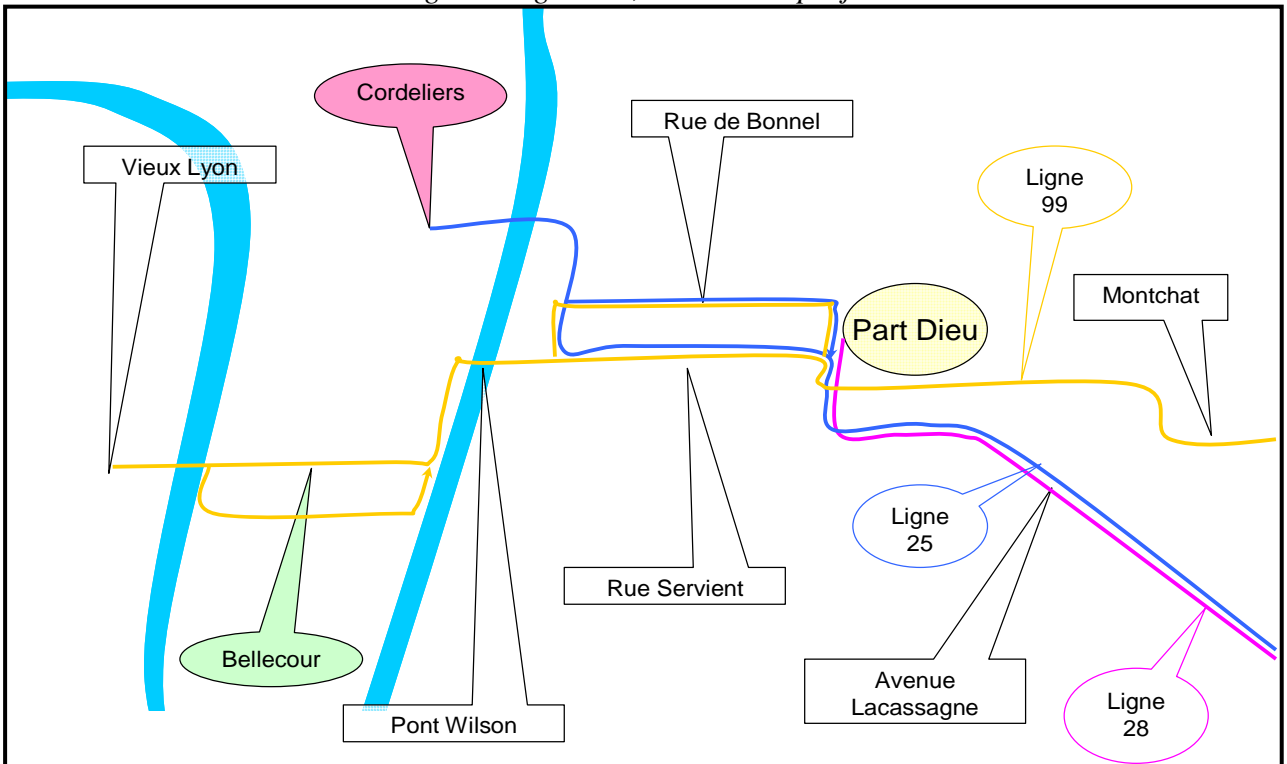 Cordeliers
Rue de Bonnel
Vieux Lyon
Ligne
99
Montchat
Part Dieu
Ligne
25
Rue Servient
Bellecour
Avenue
Lacassagne
Ligne
28
Pont Wilson